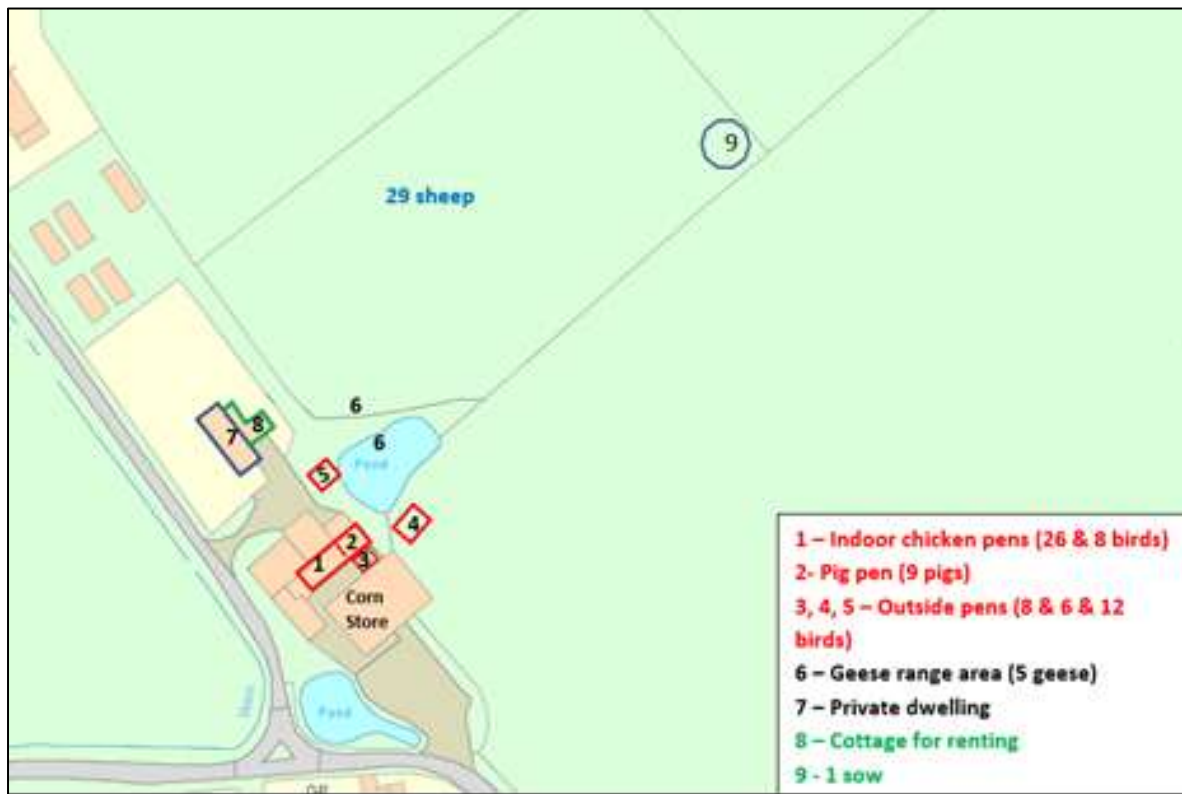 9
29 sheep
6
8
7
6
Pond
5
4
2
3
1
Corn
Store
Pond
1 – Indoor chicken pens (26 & 8 birds)
2- Pig pen (9 pigs)
3, 4, 5 – Outside pens (8 & 6 & 12
birds)
6 – Geese range area (5 geese)
7 – Private dwelling
8 – Cottage for renting
9 - 1 sow